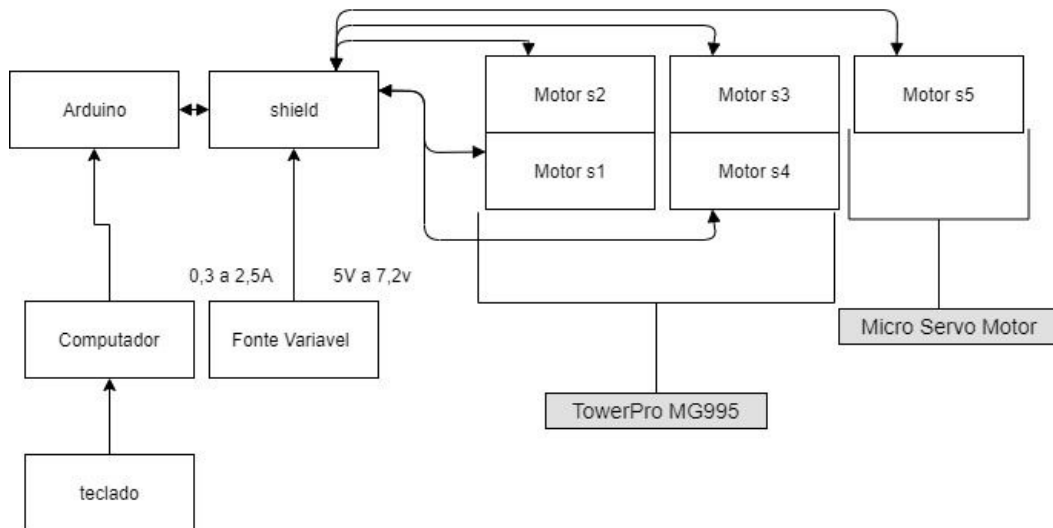 Motor s2
Motor s3
Motor s5
Arduino
shield
Motor s1
Motor s4
0,3 a 2,5A
5V a 7,2v
Computador
Fonte Variavel
Micro Servo Motor
TowerPro MG995
teclado